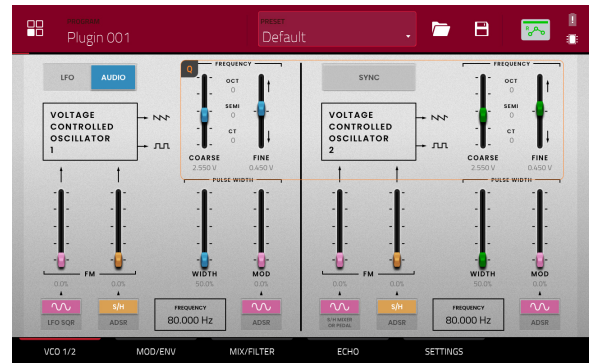 PROGRAM
Plugin 001
PRESET
Default
!
Q
LFO
AUDIO
VOLTAGE
CONTROLLED
OSCILLATOR
1
FREQUENCY
OCT
0
SEMI
0
CT
0
COARSE
FINE
2.550 V
0.450 V
SYNC
VOLTAGE
CONTROLLED
OSCILLATOR
2
FREQUENCY
OCT
0
SEMI
0
CT
0
COARSE
FINE
2.550 V
0.450 V
PULSE WIDTH
FM
0.0%
0.0%
WIDTH
MOD
50.0%
0.0%
PULSE WIDTH
FM
0.0%
0.0%
WIDTH
MOD
50.0%
0.0%
LFO SQR
S/H
ADSR
FREQUENCY
80.000 Hz
ADSR
S/H MIXER
OR PEDAL
S/H
ADSR
FREQUENCY
80.000 Hz
ADSR
VCO 1/2
MOD/ENV
MIX/FILTER
ECHO
SETTINGS